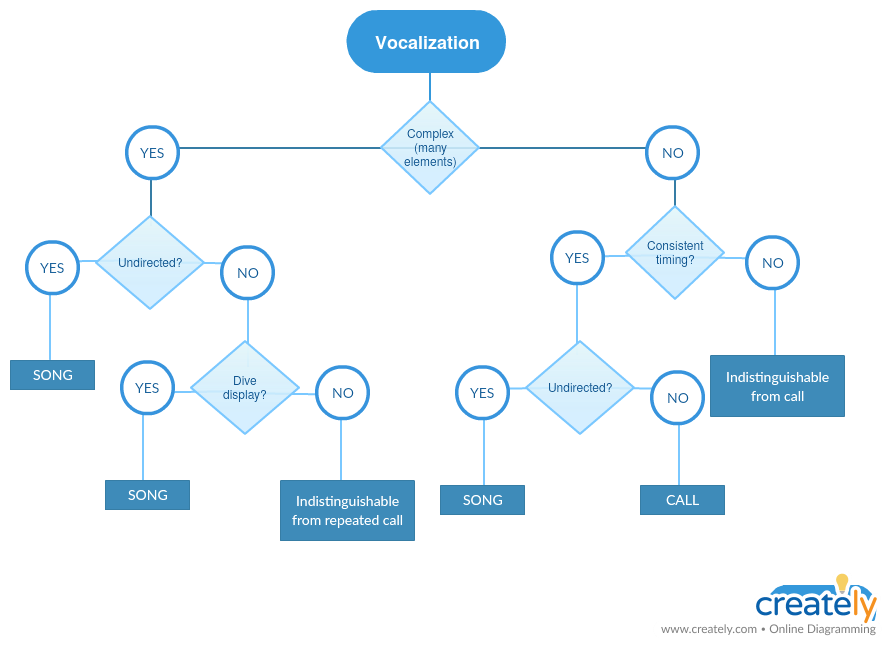 Vocalization
Complex
(many
elements)
YES
NO
Undirected?
Consistent
timing?
YES
NO
YES
NO
SONG
Dive
display?
Undirected?
Indistinguishable
from call
YES
NO
YES
NO
SONG
Indistinguishable
from repeated call
SONG
CALL
creately
www.creately.com • Online Diagramming